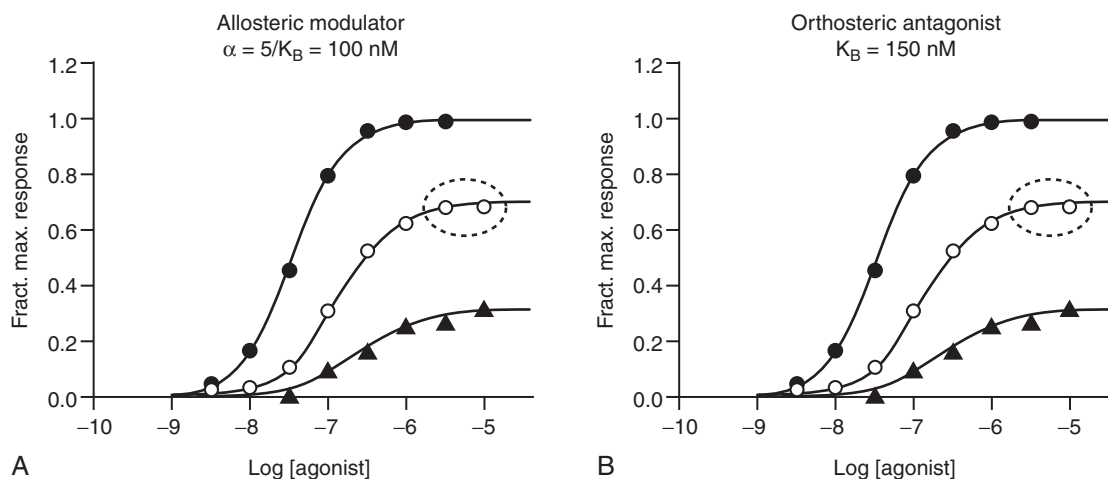 Allosteric modulator
α = 5/K_B = 100 nM
1.2
1.0
0.8
0.6
0.4
0.2
0.0
Fract. max. response
–10
–9
–8
–7
–6
–5
A
Log [agonist]
Orthosteric antagonist
K_B = 150 nM
1.2
1.0
0.8
0.6
0.4
0.2
0.0
Fract. max. response
–10
–9
–8
–7
–6
–5
B
Log [agonist]